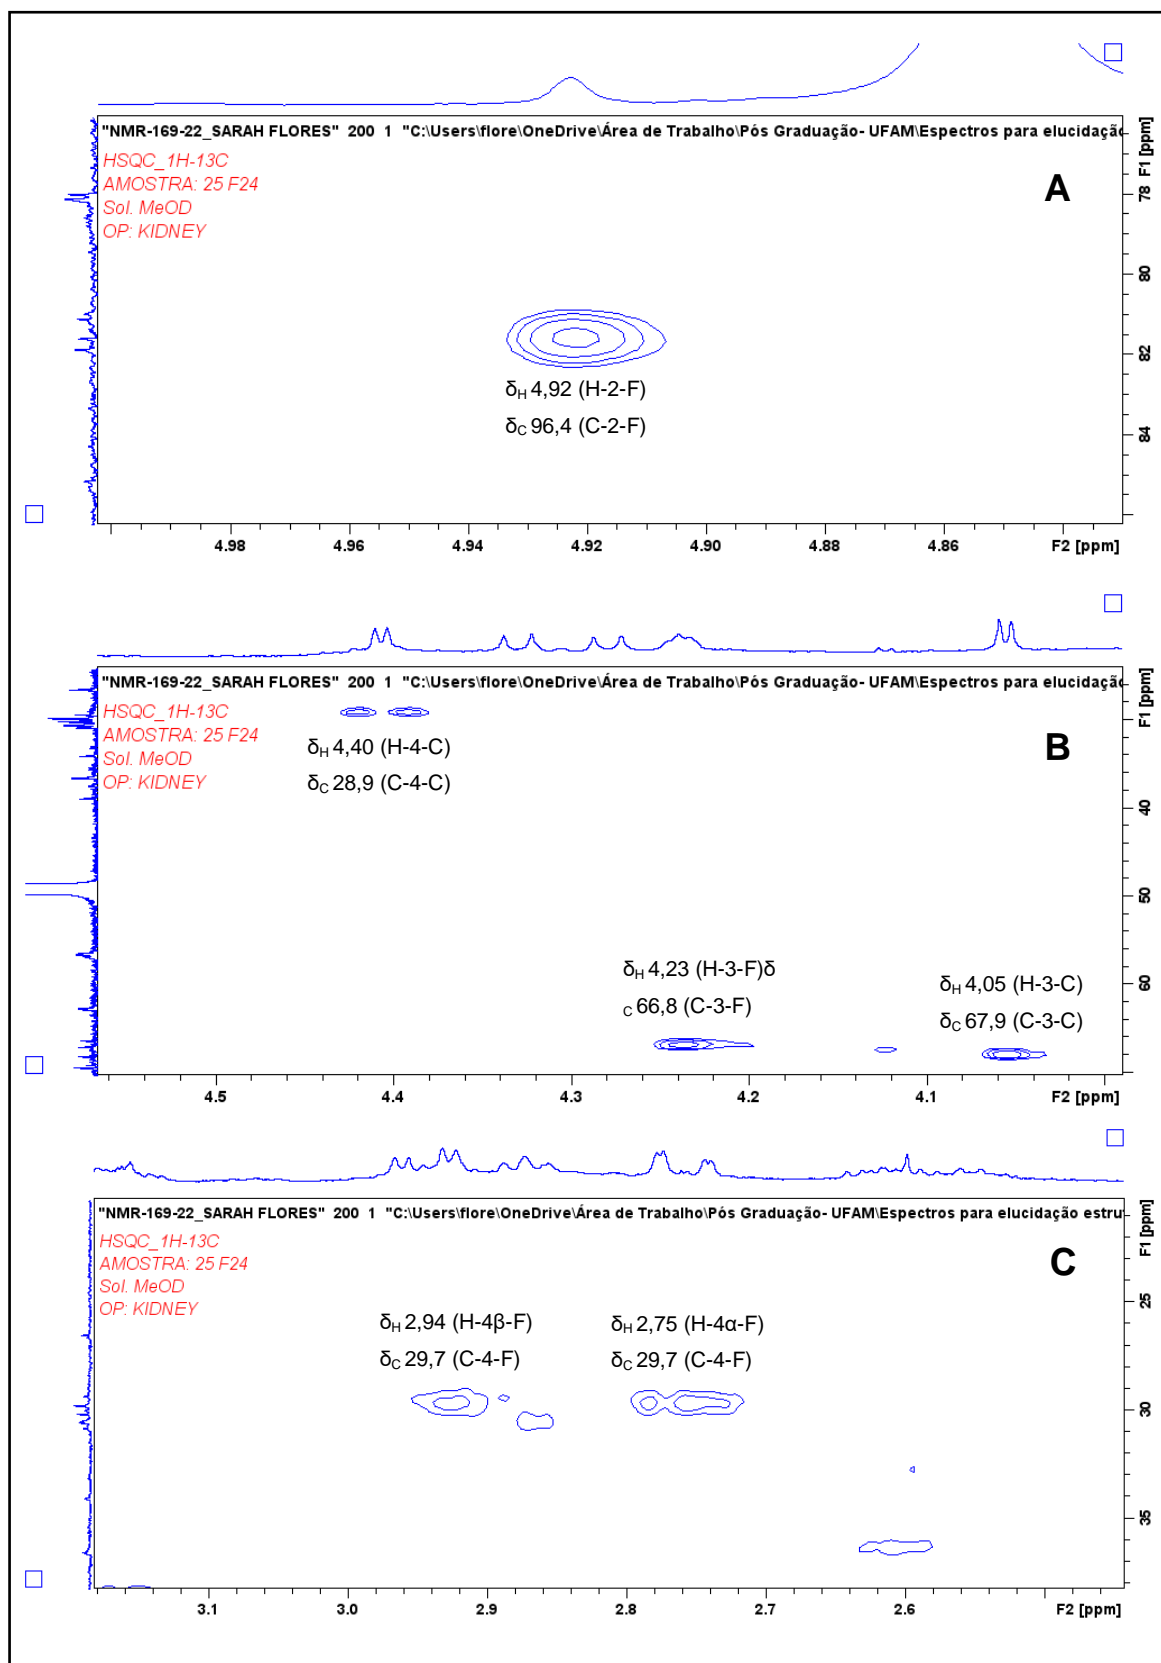 "NMR-169-22_SARAH FLORES" 200 1 "C:\Users\flore\OneDrive\Área de Trabalho\Pós Graduação- UFAM\Espectros para elucidação
HSQC_1H-13C
AMOSTRA: 25 F24
Sol. MeOD
OP: KIDNEY
A
δH 4,92 (H-2-F)
δC 96,4 (C-2-F)
F1 [ppm]
78
80
82
84
4.98 4.96 4.94 4.92 4.90 4.88 4.86 F2 [ppm]
"NMR-169-22_SARAH FLORES" 200 1 "C:\Users\flore\OneDrive\Área de Trabalho\Pós Graduação- UFAM\Espectros para elucidação
HSQC_1H-13C
AMOSTRA: 25 F24
Sol. MeOD
OP: KIDNEY
B
δH 4,40 (H-4-C)
δC 28,9 (C-4-C)
δH 4,23 (H-3-F)δ
C 66,8 (C-3-F)
δH 4,05 (H-3-C)
δC 67,9 (C-3-C)
F1 [ppm]
40
50
60
4.5 4.4 4.3 4.2 4.1 F2 [ppm]
"NMR-169-22_SARAH FLORES" 200 1 "C:\Users\flore\OneDrive\Área de Trabalho\Pós Graduação- UFAM\Espectros para elucidação estru
HSQC_1H-13C
AMOSTRA: 25 F24
Sol. MeOD
OP: KIDNEY
C
δH 2,94 (H-4β-F)
δC 29,7 (C-4-F)
δH 2,75 (H-4α-F)
δC 29,7 (C-4-F)
F1 [ppm]
25
30
35
3.1 3.0 2.9 2.8 2.7 2.6 F2 [ppm]